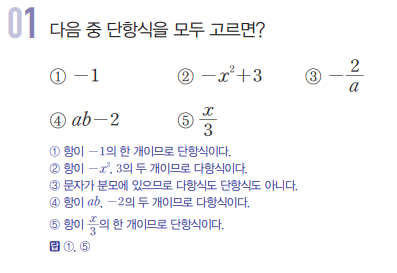 01 다음 중 단항식을 모두 고르면?
① −1 ② −x²+3 ③ −2/a
④ ab−2 ⑤ x/3
① 항이 −1의 한 개이므로 단항식이다.
② 항이 −x², 3의 두 개이므로 다항식이다.
③ 문자가 분모에 있으므로 다항식도 단항식도 아니다.
④ 항이 ab, −2의 두 개이므로 다항식이다.
⑤ 항이 x/3의 한 개이므로 단항식이다.
답 ①, ⑤